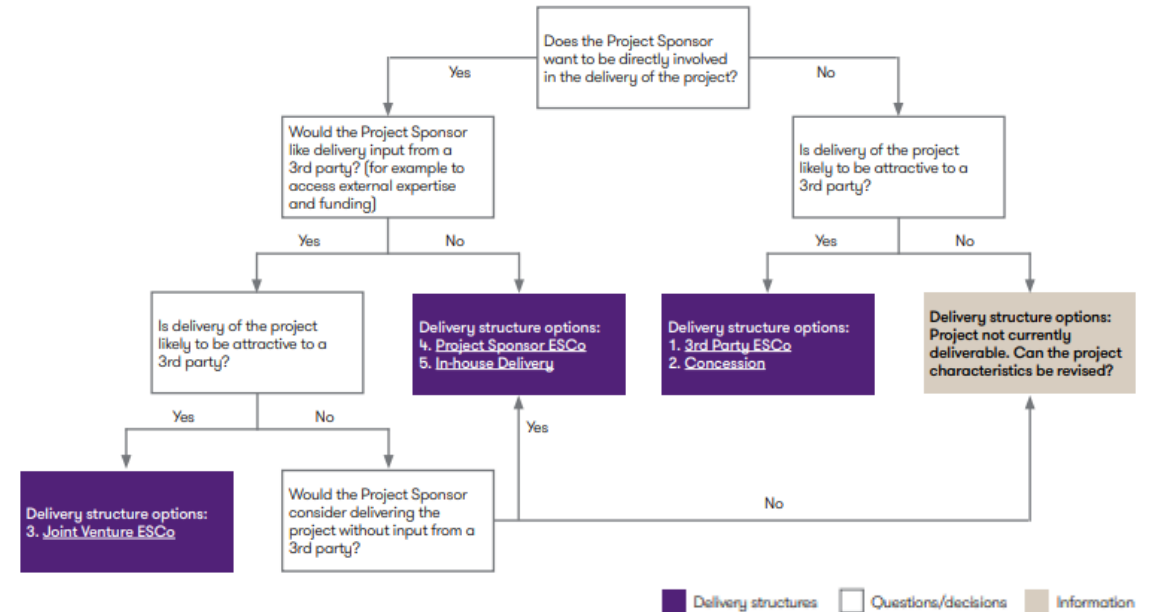 Does the Project Sponsor
want to be directly involved
in the delivery of the project?
Yes
No
Would the Project Sponsor
like delivery input from a
3rd party? (for example to
access external expertise
and funding)
Is delivery of the project
likely to be attractive to a
3rd party?
Yes
No
Yes
No
Is delivery of the project
likely to be attractive to a
3rd party?
Delivery structure options:
4. Project Sponsor ESCo
5. In-house Delivery
Delivery structure options:
1. 3rd Party ESCo
2. Concession
Delivery structure options:
Project not currently
deliverable. Can the project
characteristics be revised?
Yes
No
Yes
Delivery structure options:
3. Joint Venture ESCo
Would the Project Sponsor
consider delivering the
project without input from a
3rd party?
No
Delivery structures
Questions/decisions
Information